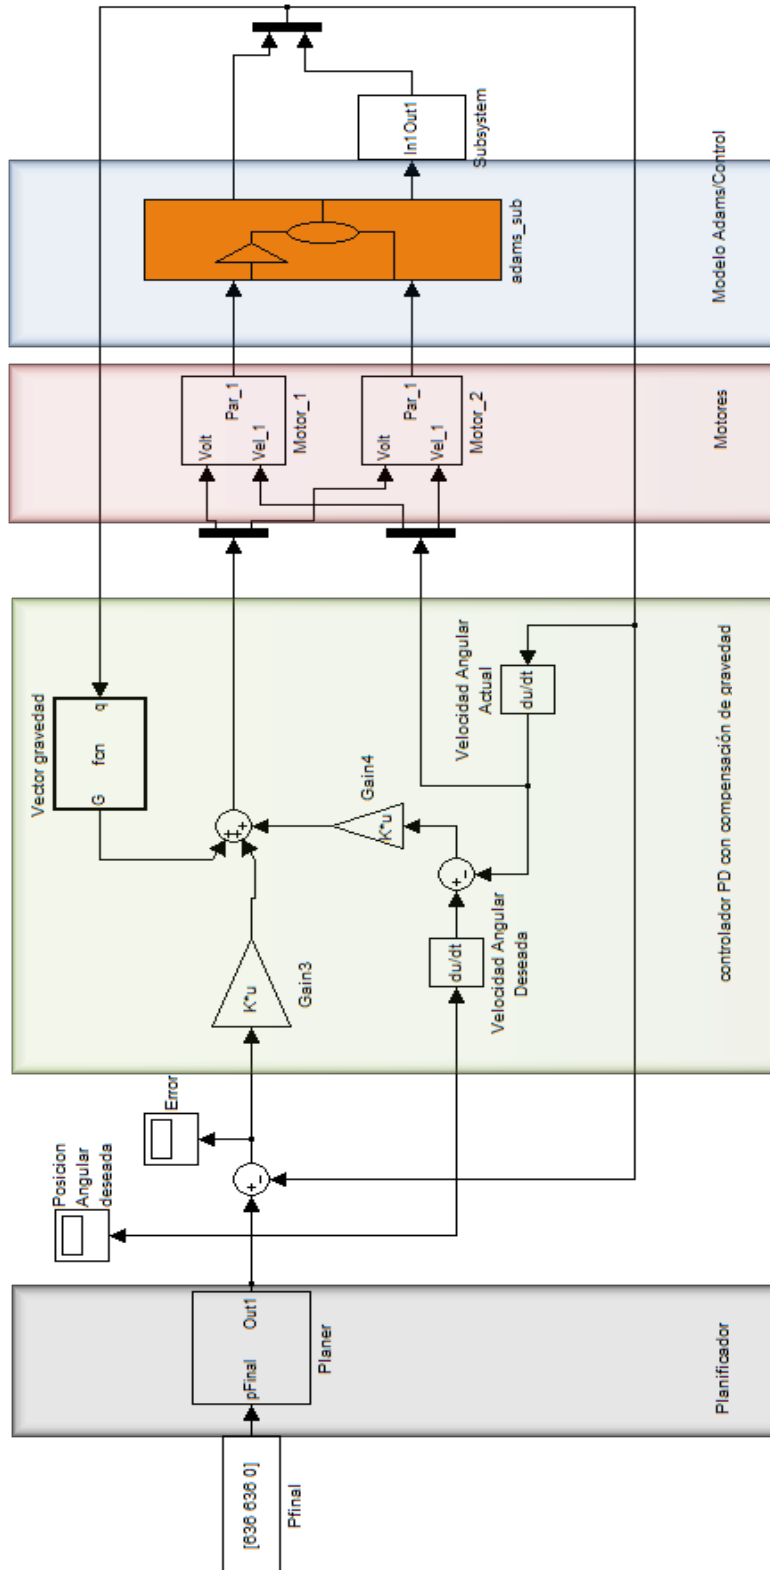 [636 636 0]
Pfinal
pFinal
Out1
Planer
Planificador
Posicion
Angular
deseada
Error
+
-
K*u
Gain3
du/dt
Velocidad Angular
Deseada
+
-
K*u
Gain4
Vector gravedad
G
fcn
q
+
+
+
Velocidad Angular
Actual
du/dt
controlador PD con compensación de gravedad
Volt
Vel_1
Par_1
Motor_1
Volt
Vel_1
Par_1
Motor_2
Motores
adams_sub
Modelo Adams/Control
In1Out1
Subsystem